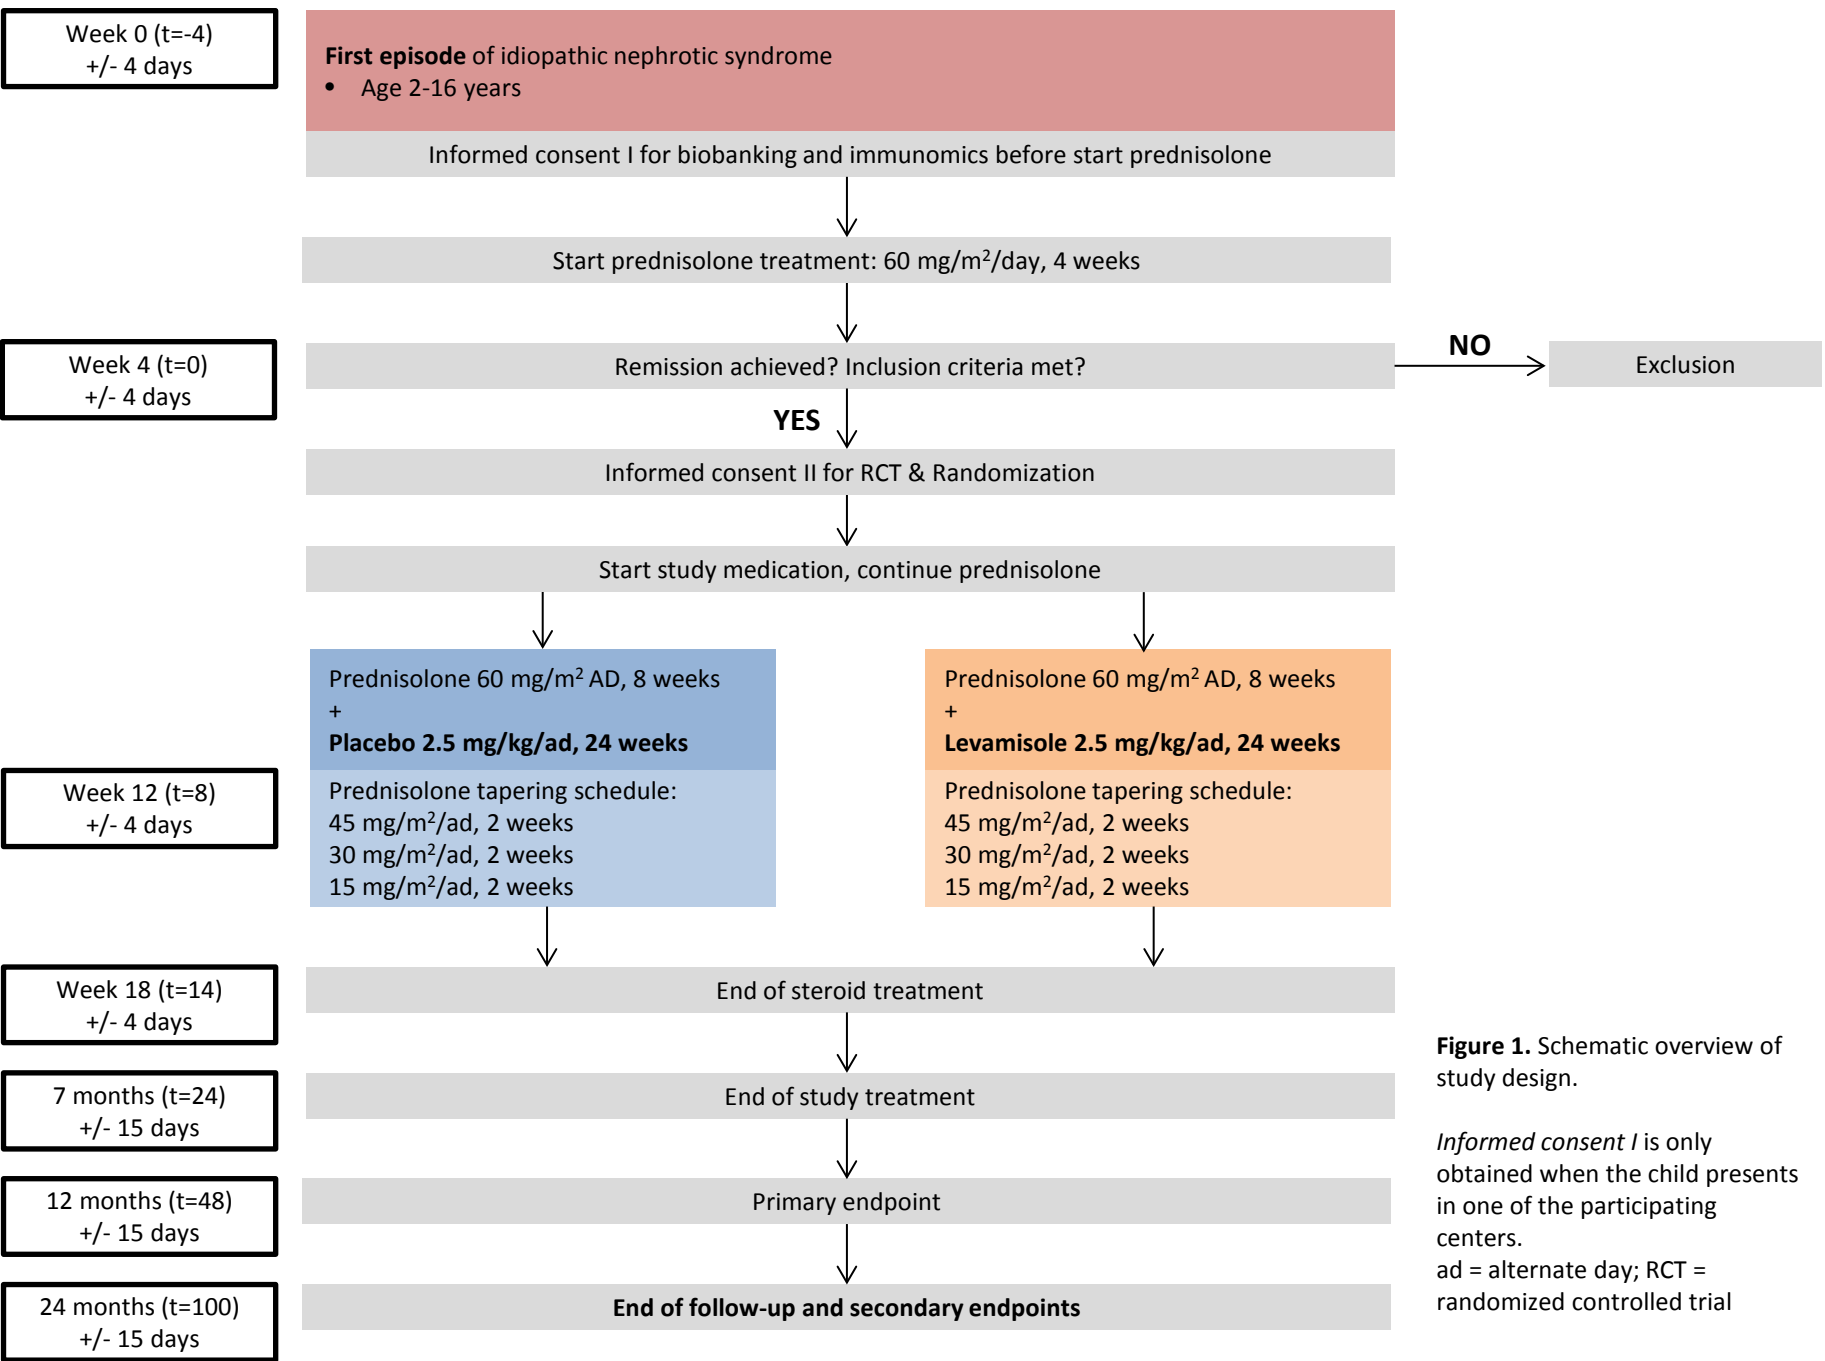 Week 0 (t=-4)
+/- 4 days
First episode of idiopathic nephrotic syndrome
• Age 2-16 years
Informed consent I for biobanking and immunomics before start prednisolone
Start prednisolone treatment: 60 mg/m²/day, 4 weeks
Week 4 (t=0)
+/- 4 days
Remission achieved? Inclusion criteria met?
NO
Exclusion
YES
Informed consent II for RCT & Randomization
Start study medication, continue prednisolone
Prednisolone 60 mg/m² AD, 8 weeks
+
Placebo 2.5 mg/kg/ad, 24 weeks
Prednisolone 60 mg/m² AD, 8 weeks
+
Levamisole 2.5 mg/kg/ad, 24 weeks
Week 12 (t=8)
+/- 4 days
Prednisolone tapering schedule:
45 mg/m²/ad, 2 weeks
30 mg/m²/ad, 2 weeks
15 mg/m²/ad, 2 weeks
Prednisolone tapering schedule:
45 mg/m²/ad, 2 weeks
30 mg/m²/ad, 2 weeks
15 mg/m²/ad, 2 weeks
Week 18 (t=14)
+/- 4 days
End of steroid treatment
7 months (t=24)
+/- 15 days
End of study treatment
12 months (t=48)
+/- 15 days
Primary endpoint
24 months (t=100)
+/- 15 days
End of follow-up and secondary endpoints
Figure 1. Schematic overview of
study design.
Informed consent I is only
obtained when the child presents
in one of the participating
centers.
ad = alternate day; RCT =
randomized controlled trial